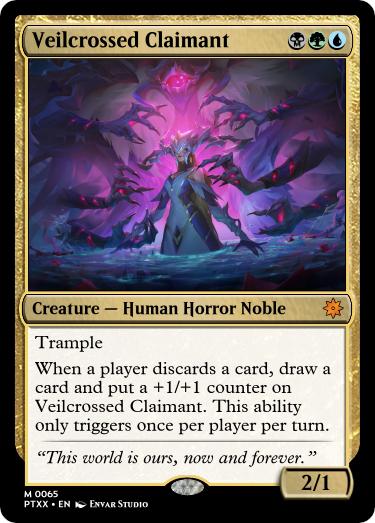 Veilcrossed Claimant
Creature — Human Horror Noble
Trample
When a player discards a card, draw a
card and put a +1/+1 counter on
Veilcrossed Claimant. This ability
only triggers once per player per turn.
“This world is ours, now and forever.”
2/1
M 0065
PTXX • EN Envar Studio